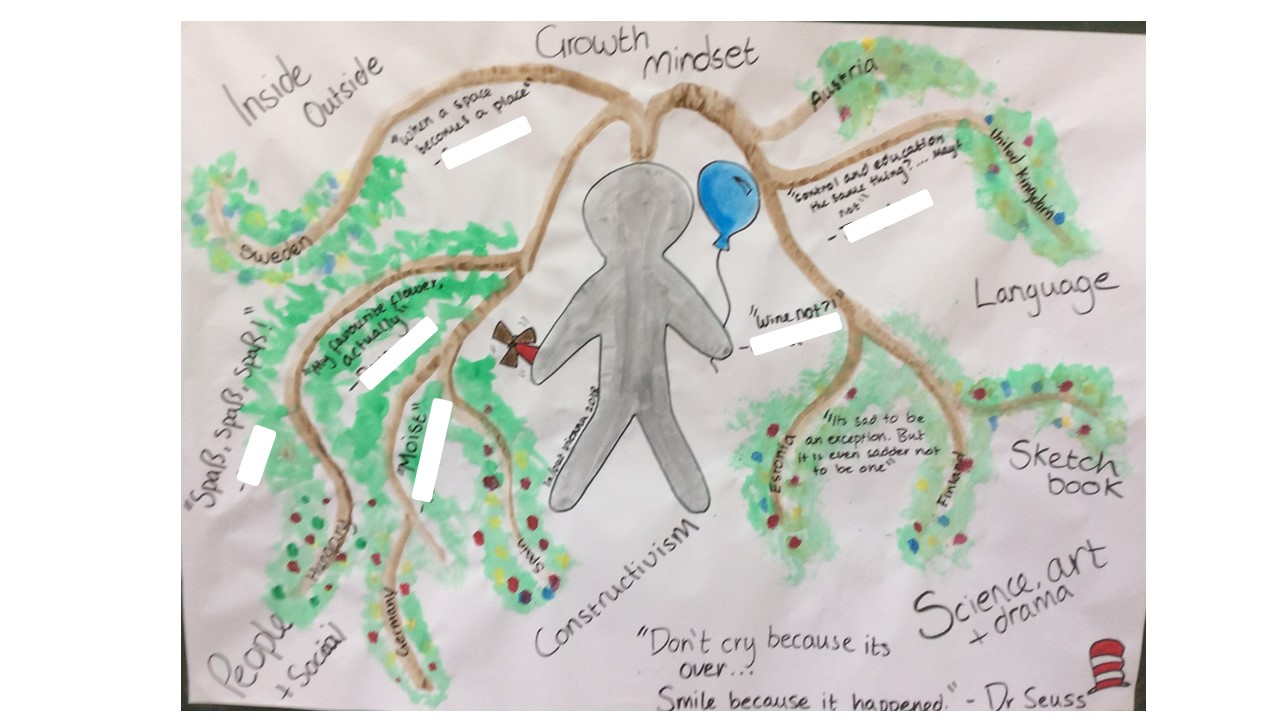 Growth
mindset
Inside
Outside
"When a space
becomes a place"
-
Austria
"Control and education
the same thing?... Maybe
not"
-
United Kingdom
Sweden
Language
"My favourite flower,
actually"
-
"Wine not?!"
-
"Spaß, Spaß, Spaß!"
-
"Moist"
-
"Its sad to be
an exception. But
it is even sadder not
to be one"
Estonia
Finland
Sketch
book
Hungary
Germany
Spain
Constructivism
Science, art
+ drama
People
+ Social
"Don't cry because its
over...
Smile because it happened." - Dr Seuss